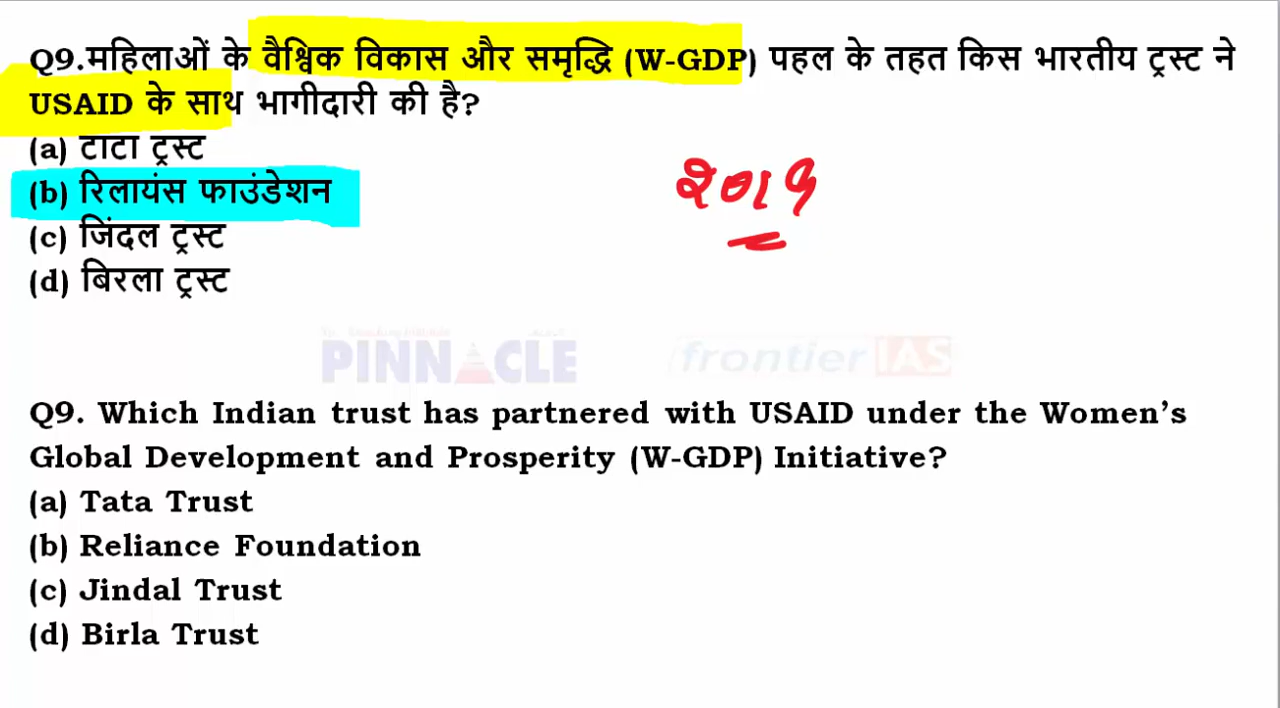 Q9.महिलाओं के वैश्विक विकास और समृद्धि (W-GDP) पहल के तहत किस भारतीय ट्रस्ट ने
USAID के साथ भागीदारी की है?
(a) टाटा ट्रस्ट
(b) रिलायंस फाउंडेशन
2019
(c) जिंदल ट्रस्ट
(d) बिरला ट्रस्ट
PINNACLE frontier IAS
Q9. Which Indian trust has partnered with USAID under the Women’s
Global Development and Prosperity (W-GDP) Initiative?
(a) Tata Trust
(b) Reliance Foundation
(c) Jindal Trust
(d) Birla Trust